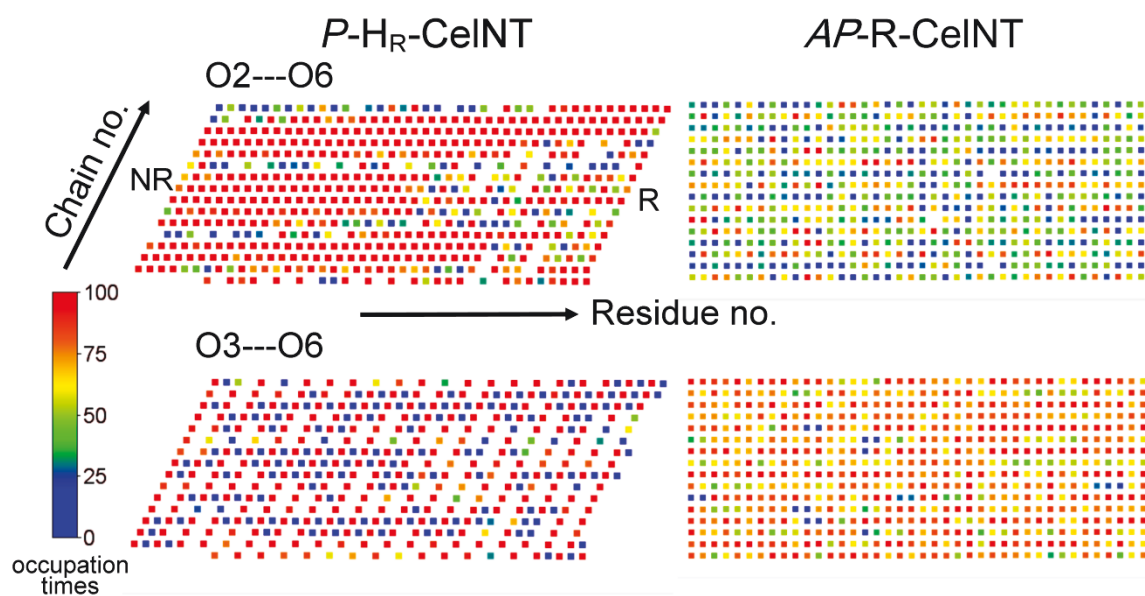 P-HR-CelNT
AP-R-CelNT
O2---O6
Chain no.
NR
R
100
75
50
25
0
occupation
times
Residue no.
O3---O6